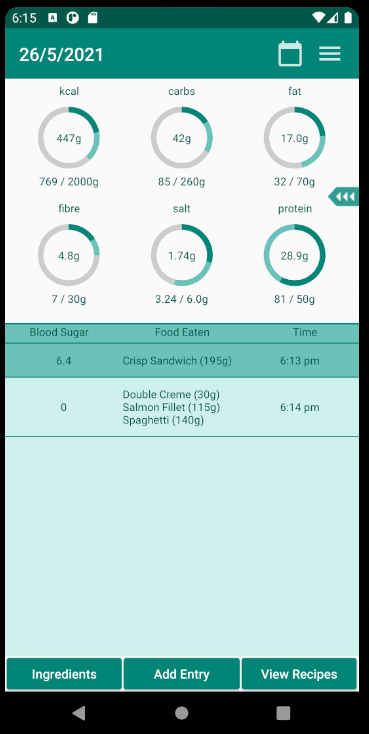 6:15
26/5/2021
kcal carbs fat
447g 42g 17.0g
769 / 2000g 85 / 260g 32 / 70g
fibre salt protein
4.8g 1.74g 28.9g
7 / 30g 3.24 / 6.0g 81 / 50g
Blood Sugar Food Eaten Time
6.4 Crisp Sandwich (195g) 6:13 pm
Double Creme (30g)
0 Salmon Fillet (115g) 6:14 pm
Spaghetti (140g)
Ingredients Add Entry View Recipes